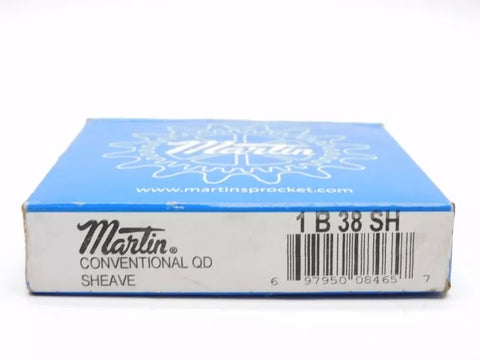 Martin
www.martinsprocket.com
Martin®
CONVENTIONAL QD
SHEAVE
1 B 38 SH
6 97950 08465 7